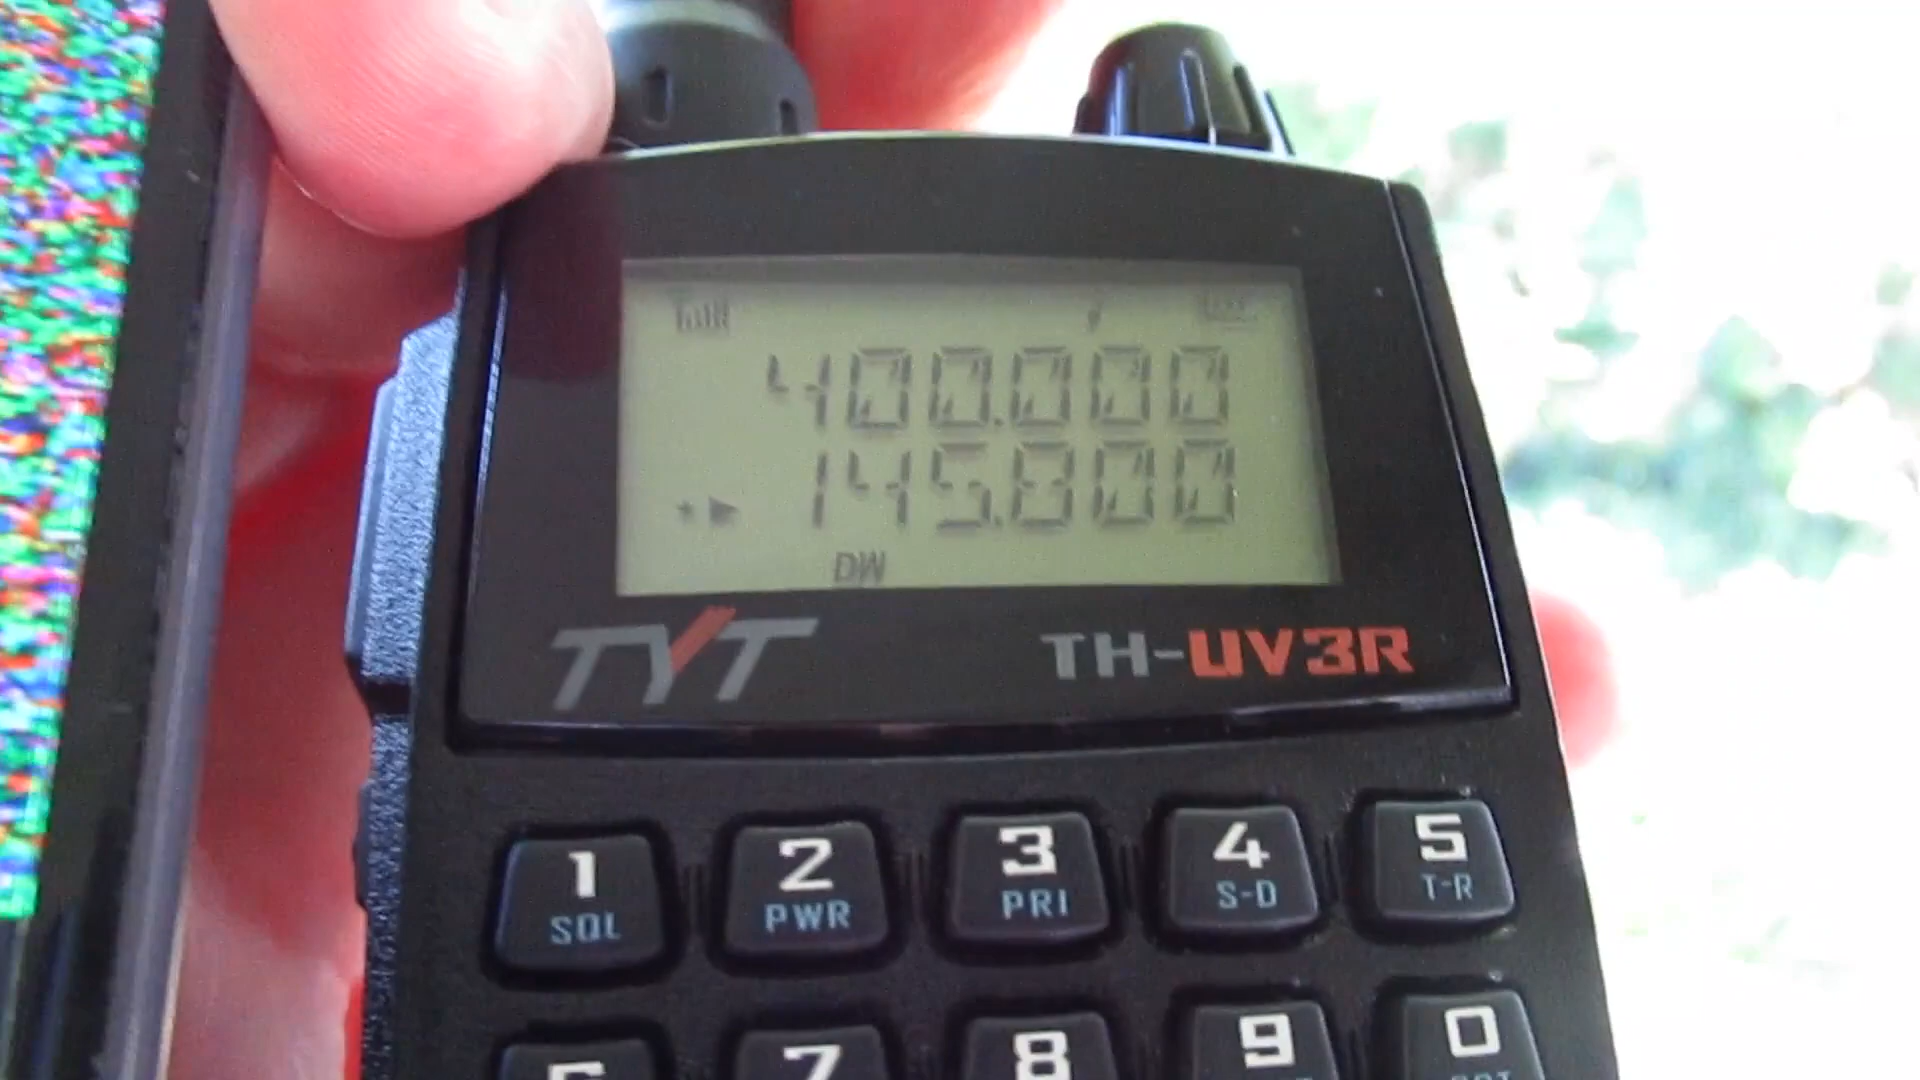 400.000
145.800
DW
TYT TH-UV3R
1 2 3 4 5
SQL PWR PRI S-D T-R
7 8 9 0